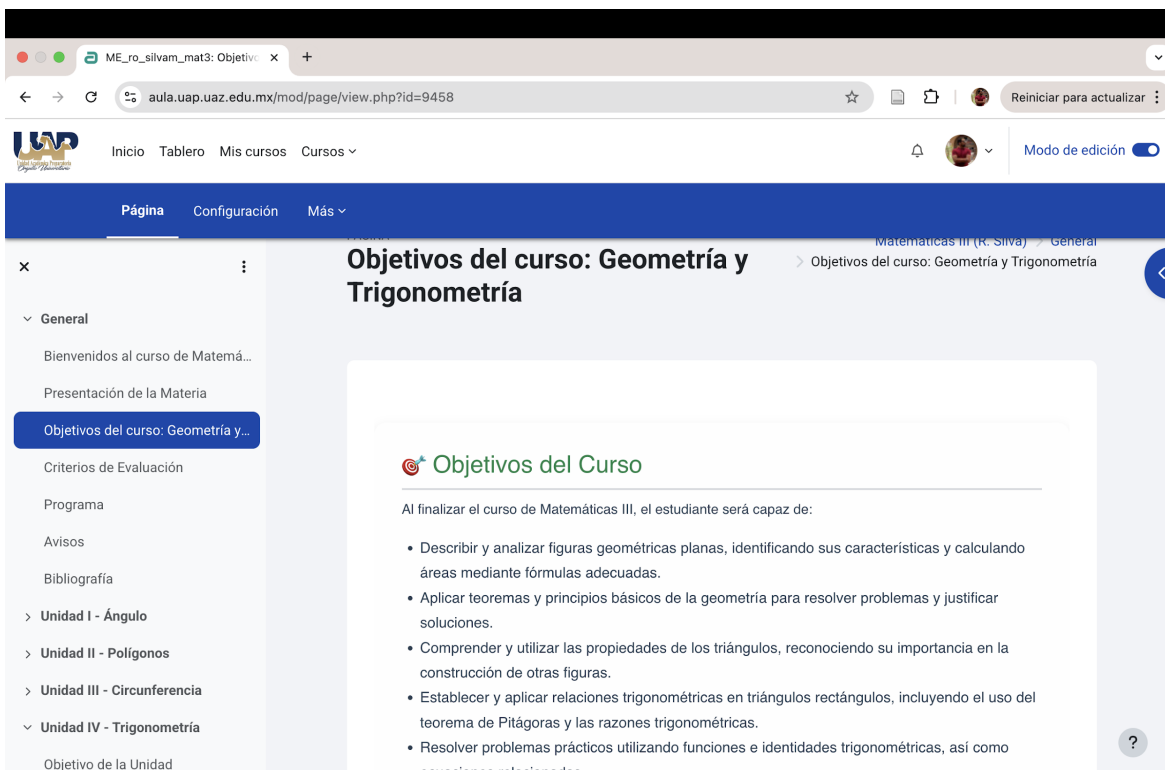 ME_ro_silvam_mat3: Objetivo
aula.uap.uaz.edu.mx/mod/page/view.php?id=9458
Reiniciar para actualizar
UAP
Unidad Académica Preparatoria
Orgullo Universitario
Inicio Tablero Mis cursos Cursos
Modo de edición
Página Configuración Más
Matemáticas III (R. Silva) > General
> Objetivos del curso: Geometría y Trigonometría
Objetivos del curso: Geometría y
Trigonometría
General
Bienvenidos al curso de Matemá...
Presentación de la Materia
Objetivos del curso: Geometría y...
Criterios de Evaluación
Programa
Avisos
Bibliografía
Unidad I - Ángulo
Unidad II - Polígonos
Unidad III - Circunferencia
Unidad IV - Trigonometría
Objetivo de la Unidad
Objetivos del Curso
Al finalizar el curso de Matemáticas III, el estudiante será capaz de:
• Describir y analizar figuras geométricas planas, identificando sus características y calculando
áreas mediante fórmulas adecuadas.
• Aplicar teoremas y principios básicos de la geometría para resolver problemas y justificar
soluciones.
• Comprender y utilizar las propiedades de los triángulos, reconociendo su importancia en la
construcción de otras figuras.
• Establecer y aplicar relaciones trigonométricas en triángulos rectángulos, incluyendo el uso del
teorema de Pitágoras y las razones trigonométricas.
• Resolver problemas prácticos utilizando funciones e identidades trigonométricas, así como
?